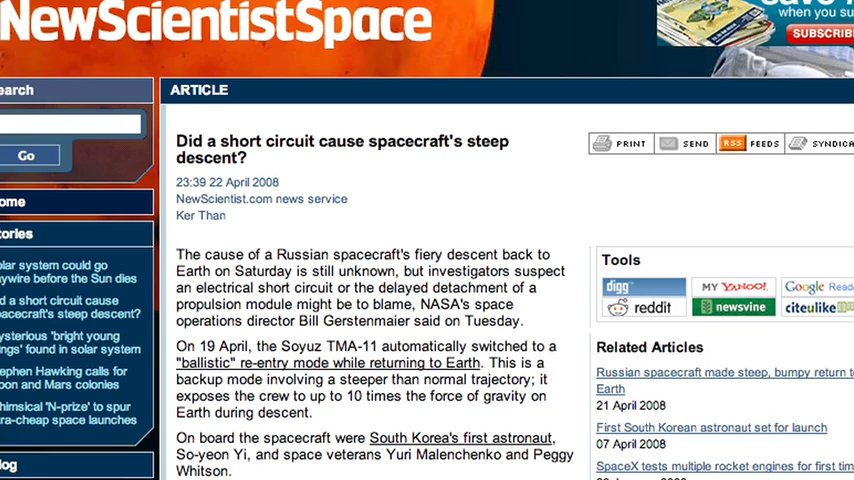 NewScientistSpace
when you su
SUBSCRIBE
earch
Go
ome
tories
olar system could go
aywire before the Sun dies
d a short circuit cause
pacecraft's steep descent?
ysterious 'bright young
ings' found in solar system
ephen Hawking calls for
oon and Mars colonies
himsical 'N-prize' to spur
tra-cheap space launches
log
ARTICLE
Did a short circuit cause spacecraft's steep
descent?
23:39 22 April 2008
NewScientist.com news service
Ker Than
The cause of a Russian spacecraft's fiery descent back to
Earth on Saturday is still unknown, but investigators suspect
an electrical short circuit or the delayed detachment of a
propulsion module might be to blame, NASA's space
operations director Bill Gerstenmaier said on Tuesday.
On 19 April, the Soyuz TMA-11 automatically switched to a
"ballistic" re-entry mode while returning to Earth. This is a
backup mode involving a steeper than normal trajectory; it
exposes the crew to up to 10 times the force of gravity on
Earth during descent.
On board the spacecraft were South Korea's first astronaut,
So-yeon Yi, and space veterans Yuri Malenchenko and Peggy
Whitson.
PRINT SEND RSS FEEDS SYNDICA
Tools
digg MY YAHOO! Google Read
reddit newsvine citeulike
Related Articles
Russian spacecraft made steep, bumpy return to
Earth
21 April 2008
First South Korean astronaut set for launch
07 April 2008
SpaceX tests multiple rocket engines for first tim